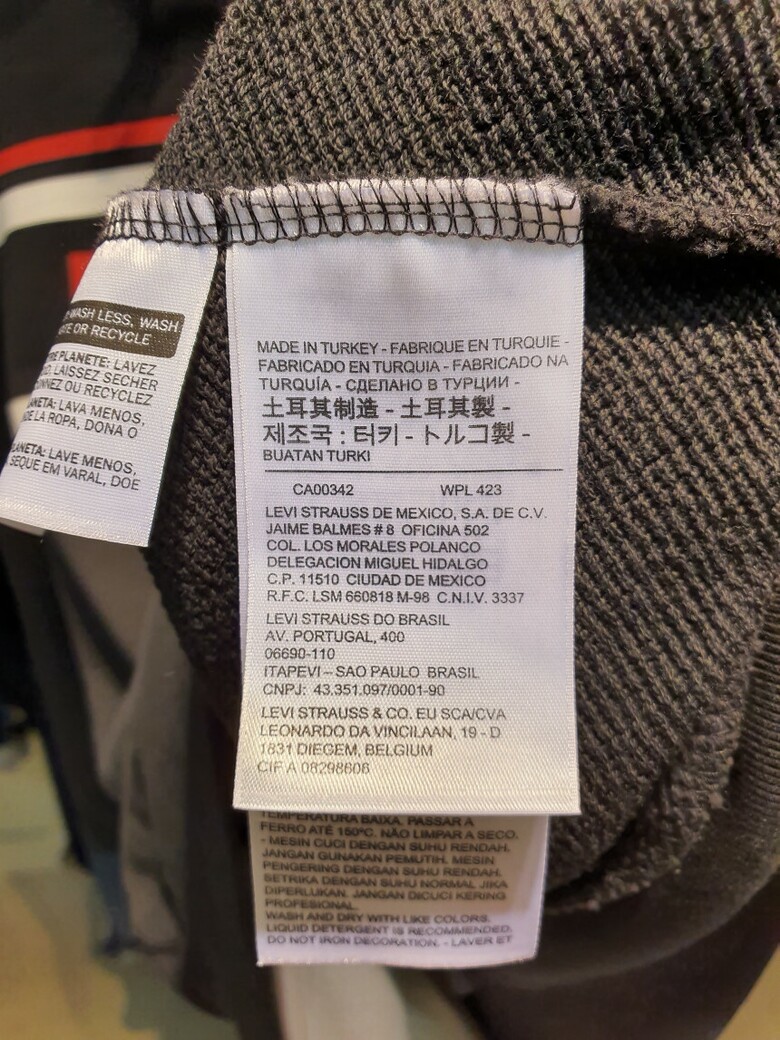 WASH LESS, WASH
OR RECYCLE
PLANETE: LAVEZ
LAISSEZ SECHER
OU RECYCLEZ
LAVA MENOS,
LA ROPA, DONA O
LAVE MENOS,
SEQUE EM VARAL, DOE
MADE IN TURKEY - FABRIQUE EN TURQUIE -
FABRICADO EN TURQUIA - FABRICADO NA
TURQUÍA - СДЕЛАНО В ТУРЦИИ -
土耳其制造 - 土耳其製 -
제조국 : 터키 - トルコ製 -
BUATAN TURKI
CA00342 WPL 423
LEVI STRAUSS DE MEXICO, S.A. DE C.V.
JAIME BALMES # 8 OFICINA 502
COL. LOS MORALES POLANCO
DELEGACION MIGUEL HIDALGO
C.P. 11510 CIUDAD DE MEXICO
R.F.C. LSM 660818 M-98 C.N.I.V. 3337
LEVI STRAUSS DO BRASIL
AV. PORTUGAL, 400
06690-110
ITAPEVI – SAO PAULO BRASIL
CNPJ: 43.351.097/0001-90
LEVI STRAUSS & CO. EU SCA/CVA
LEONARDO DA VINCILAAN, 19 - D
1831 DIEGEM, BELGIUM
CIF A 08298606
TEMPERATURA BAIXA. PASSAR A
FERRO ATÉ 150ºC. NÃO LIMPAR A SECO.
- MESIN CUCI DENGAN SUHU RENDAH.
JANGAN GUNAKAN PEMUTIH. MESIN
PENGERING DENGAN SUHU RENDAH.
SETRIKA DENGAN SUHU NORMAL JIKA
DIPERLUKAN. JANGAN DICUCI KERING
PROFESIONAL.
WASH AND DRY WITH LIKE COLORS.
LIQUID DETERGENT IS RECOMMENDED.
DO NOT IRON DECORATION. - LAVER ET